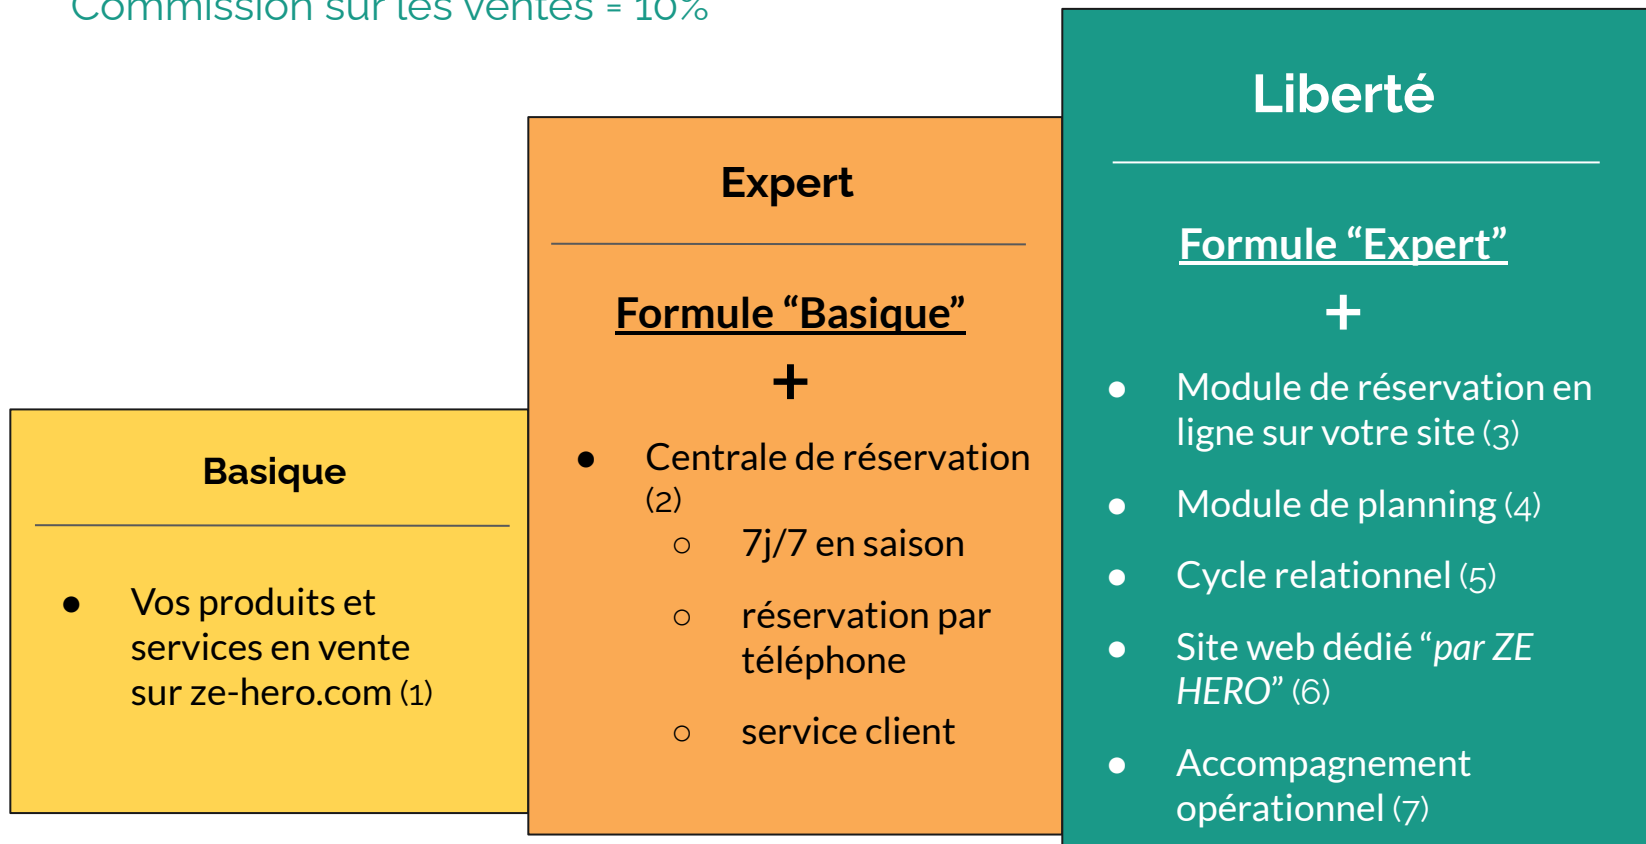 Commission sur les ventes = 10%
Basique
● Vos produits et
services en vente
sur ze-hero.com (1)
Expert
Formule “Basique”
+
● Centrale de réservation
(2)
○ 7j/7 en saison
○ réservation par
téléphone
○ service client
Liberté
Formule “Expert”
+
● Module de réservation en
ligne sur votre site (3)
● Module de planning (4)
● Cycle relationnel (5)
● Site web dédié “par ZE
HERO” (6)
● Accompagnement
opérationnel (7)